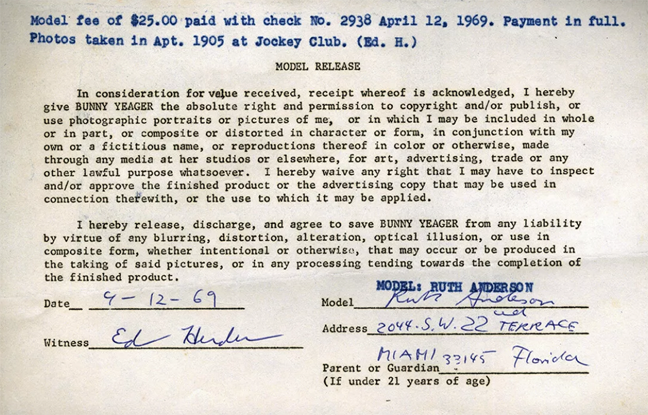 Model fee of $25.00 paid with check No. 2938 April 12, 1969. Payment in full.
Photos taken in Apt. 1905 at Jockey Club. (Ed. H.)
MODEL RELEASE
In consideration for value received, receipt whereof is acknowledged, I hereby
give BUNNY YEAGER the absolute right and permission to copyright and/or publish, or
use photographic portraits or pictures of me, or in which I may be included in whole
or in part, or composite or distorted in character or form, in conjunction with my
own or a fictitious name, or reproductions thereof in color or otherwise, made
through any media at her studios or elsewhere, for art, advertising, trade or any
other lawful purpose whatsoever. I hereby waive any right that I may have to inspect
and/or approve the finished product or the advertising copy that may be used in
connection therewith, or the use to which it may be applied.
I hereby release, discharge, and agree to save BUNNY YEAGER from any liability
by virtue of any blurring, distortion, alteration, optical illusion, or use in
composite form, whether intentional or otherwise, that may occur or be produced in
the taking of said pictures, or in any processing tending towards the completion of
the finished product.
MODEL: RUTH ANDERSON
Date 4-12-69
Model Ruth Anderson
Address 2044 S.W. 22nd TERRACE
Witness Ed
MIAMI 33145 Florida
Parent or Guardian
(If under 21 years of age)